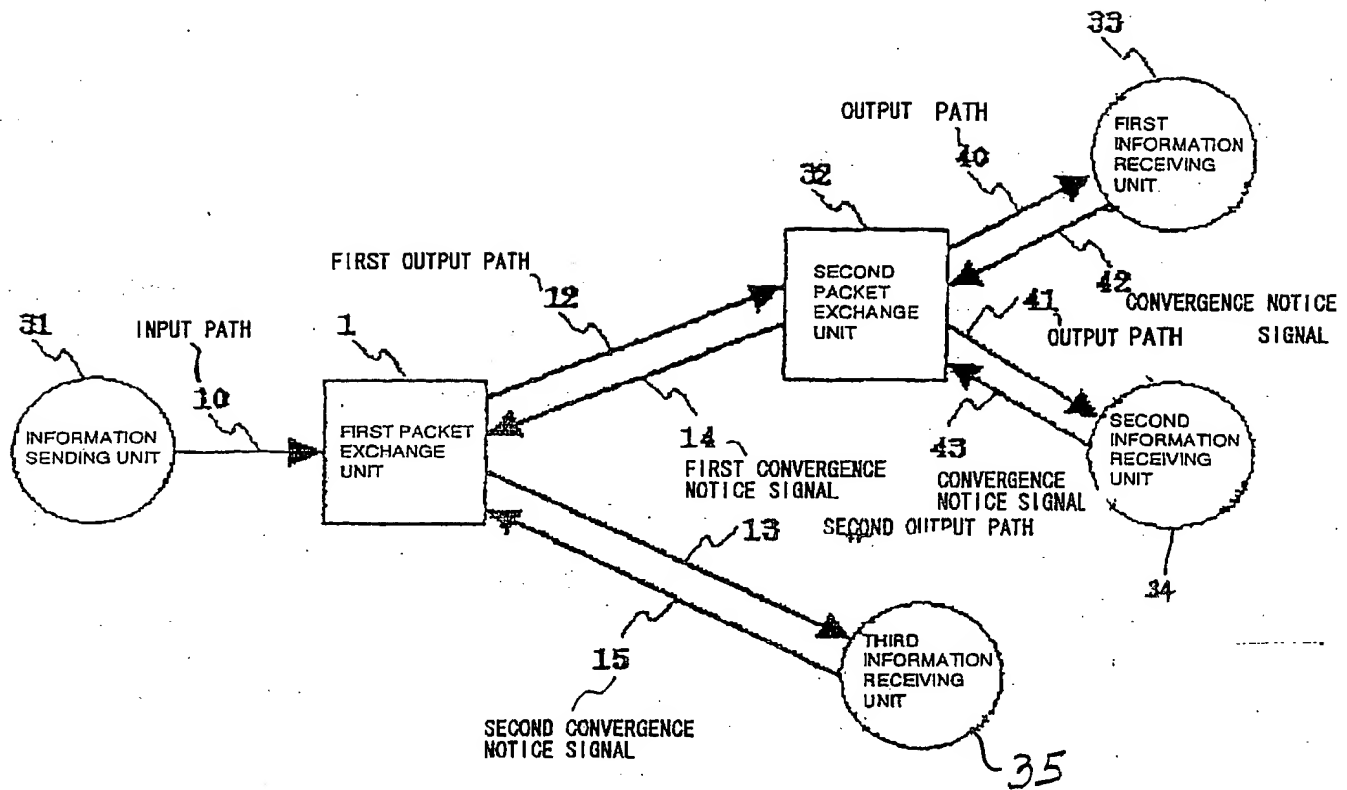 33
OUTPUT PATH
40
FIRST
INFORMATION
RECEIVING
UNIT
32
FIRST OUTPUT PATH
12
SECOND
PACKET
EXCHANGE
UNIT
42
CONVERGENCE NOTICE
SIGNAL
41
OUTPUT PATH
31
INPUT PATH
10
1
INFORMATION
SENDING UNIT
FIRST PACKET
EXCHANGE
UNIT
14
FIRST CONVERGENCE
NOTICE SIGNAL
43
CONVERGENCE
NOTICE SIGNAL
SECOND
INFORMATION
RECEIVING
UNIT
13
SECOND OUTPUT PATH
34
15
SECOND CONVERGENCE
NOTICE SIGNAL
THIRD
INFORMATION
RECEIVING
UNIT
35